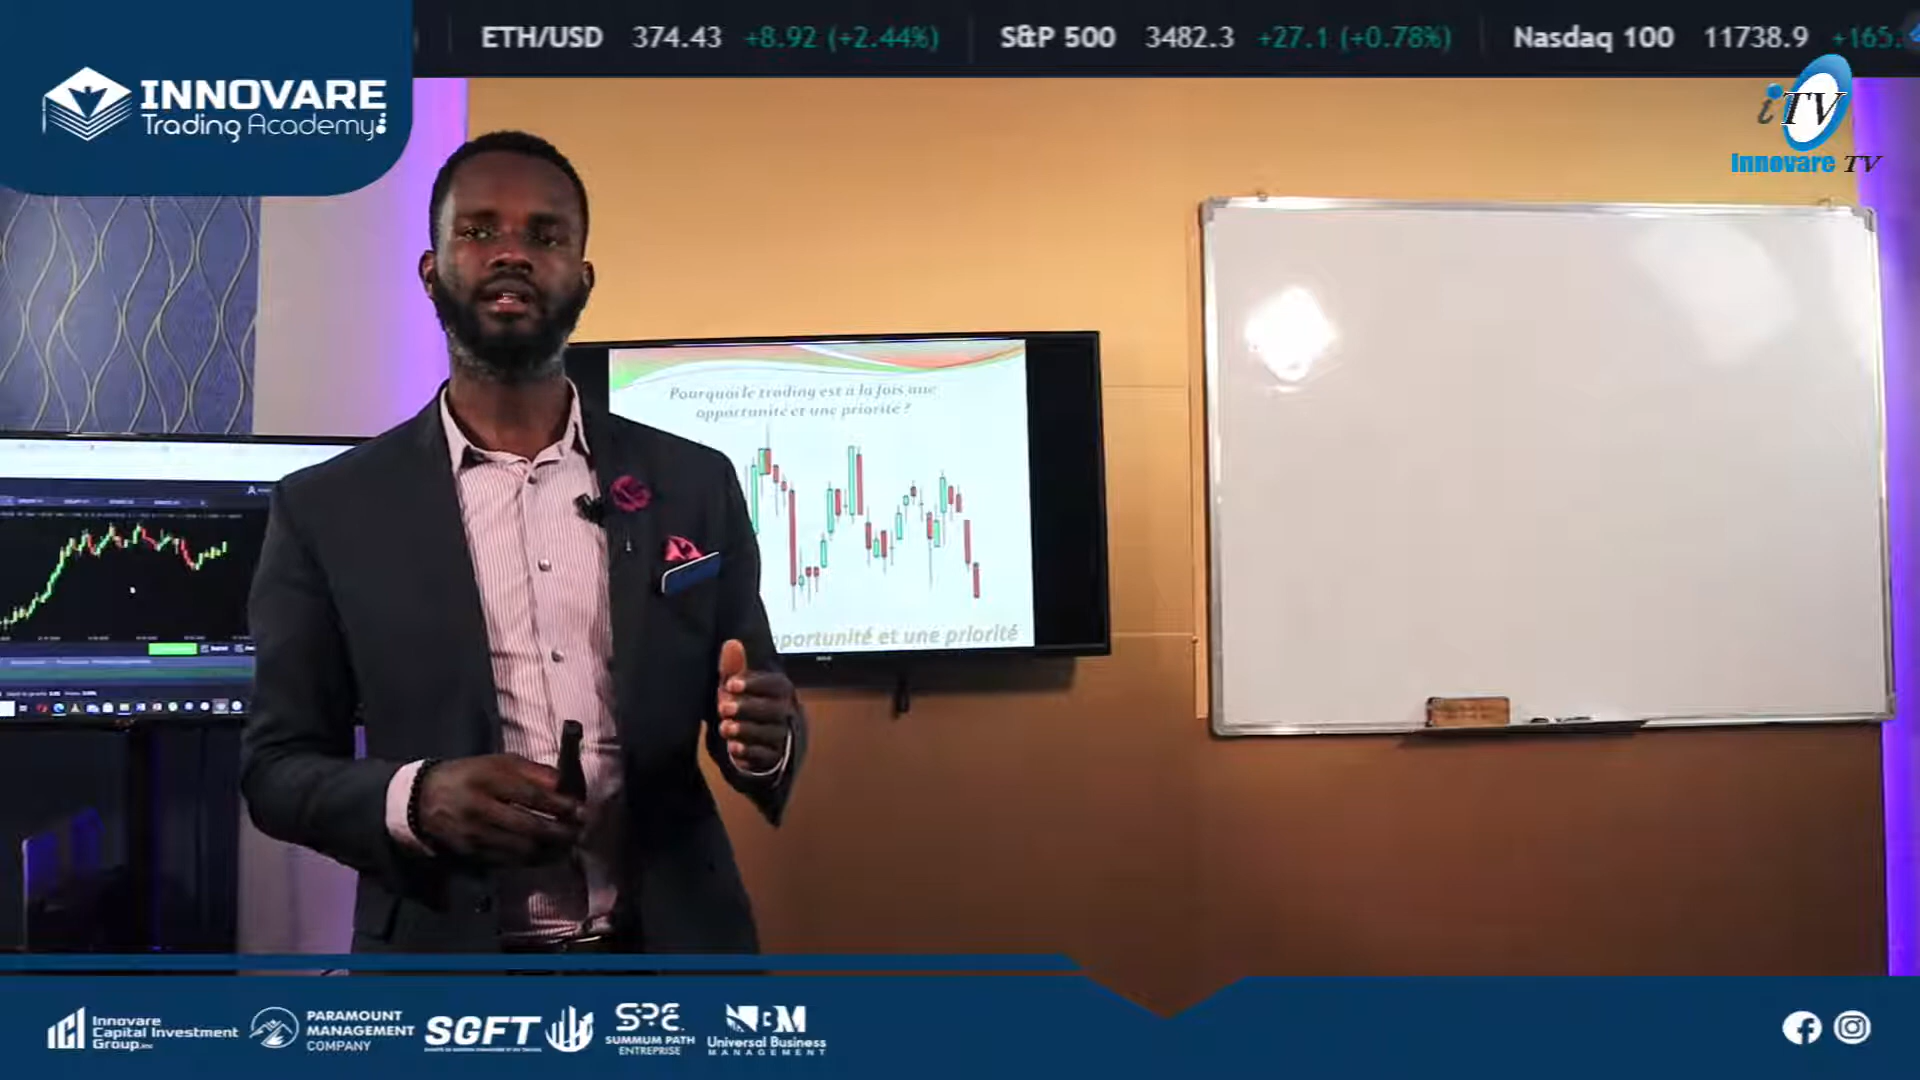 ETH/USD 374.43 +8.92 (+2.44%) S&P 500 3482.3 +27.1 (+0.78%) Nasdaq 100 11738.9 +165.
INNOVARE
Trading Academy
iTV
Innovare TV
Pourquoi le trading est a la fois une
opportunité et une priorité ?
pportunité et une priorité
Innovare
Capital Investment
Group.inc
PARAMOUNT
MANAGEMENT
COMPANY
SGFT
SPE
SUMMUM PATH
ENTREPRISE
Universal Business
MANAGEMENT